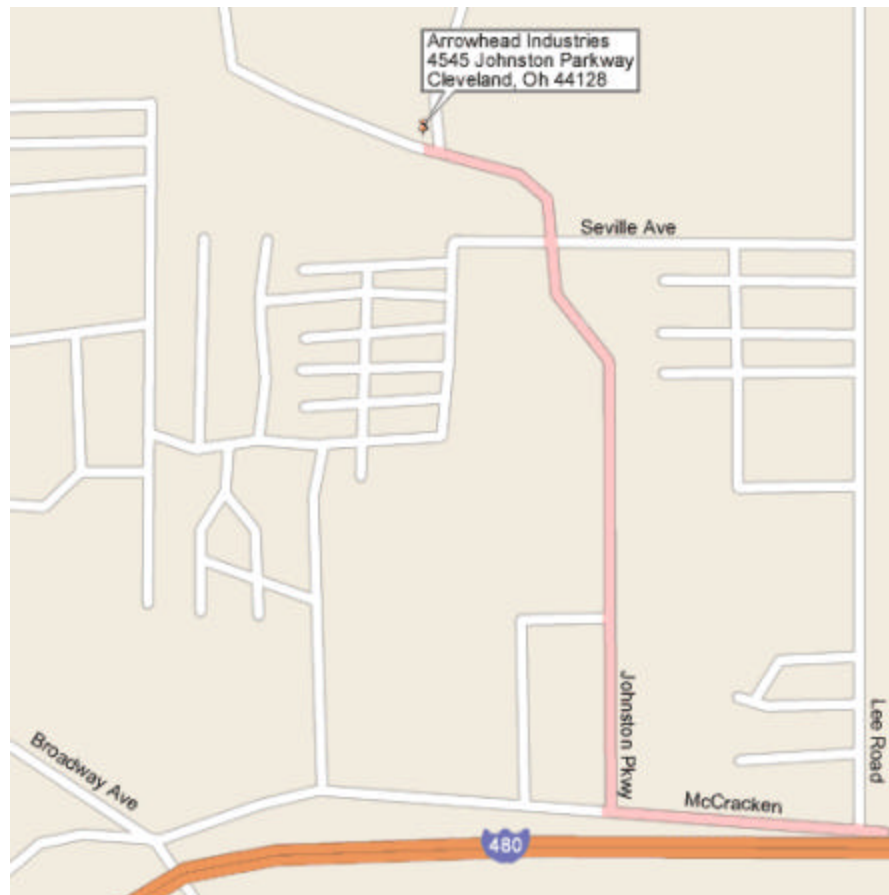 Arrowhead Industries
4545 Johnston Parkway
Cleveland, Oh 44128
Seville Ave
Johnston Pkwy
Lee Road
Broadway Ave
McCracken
480